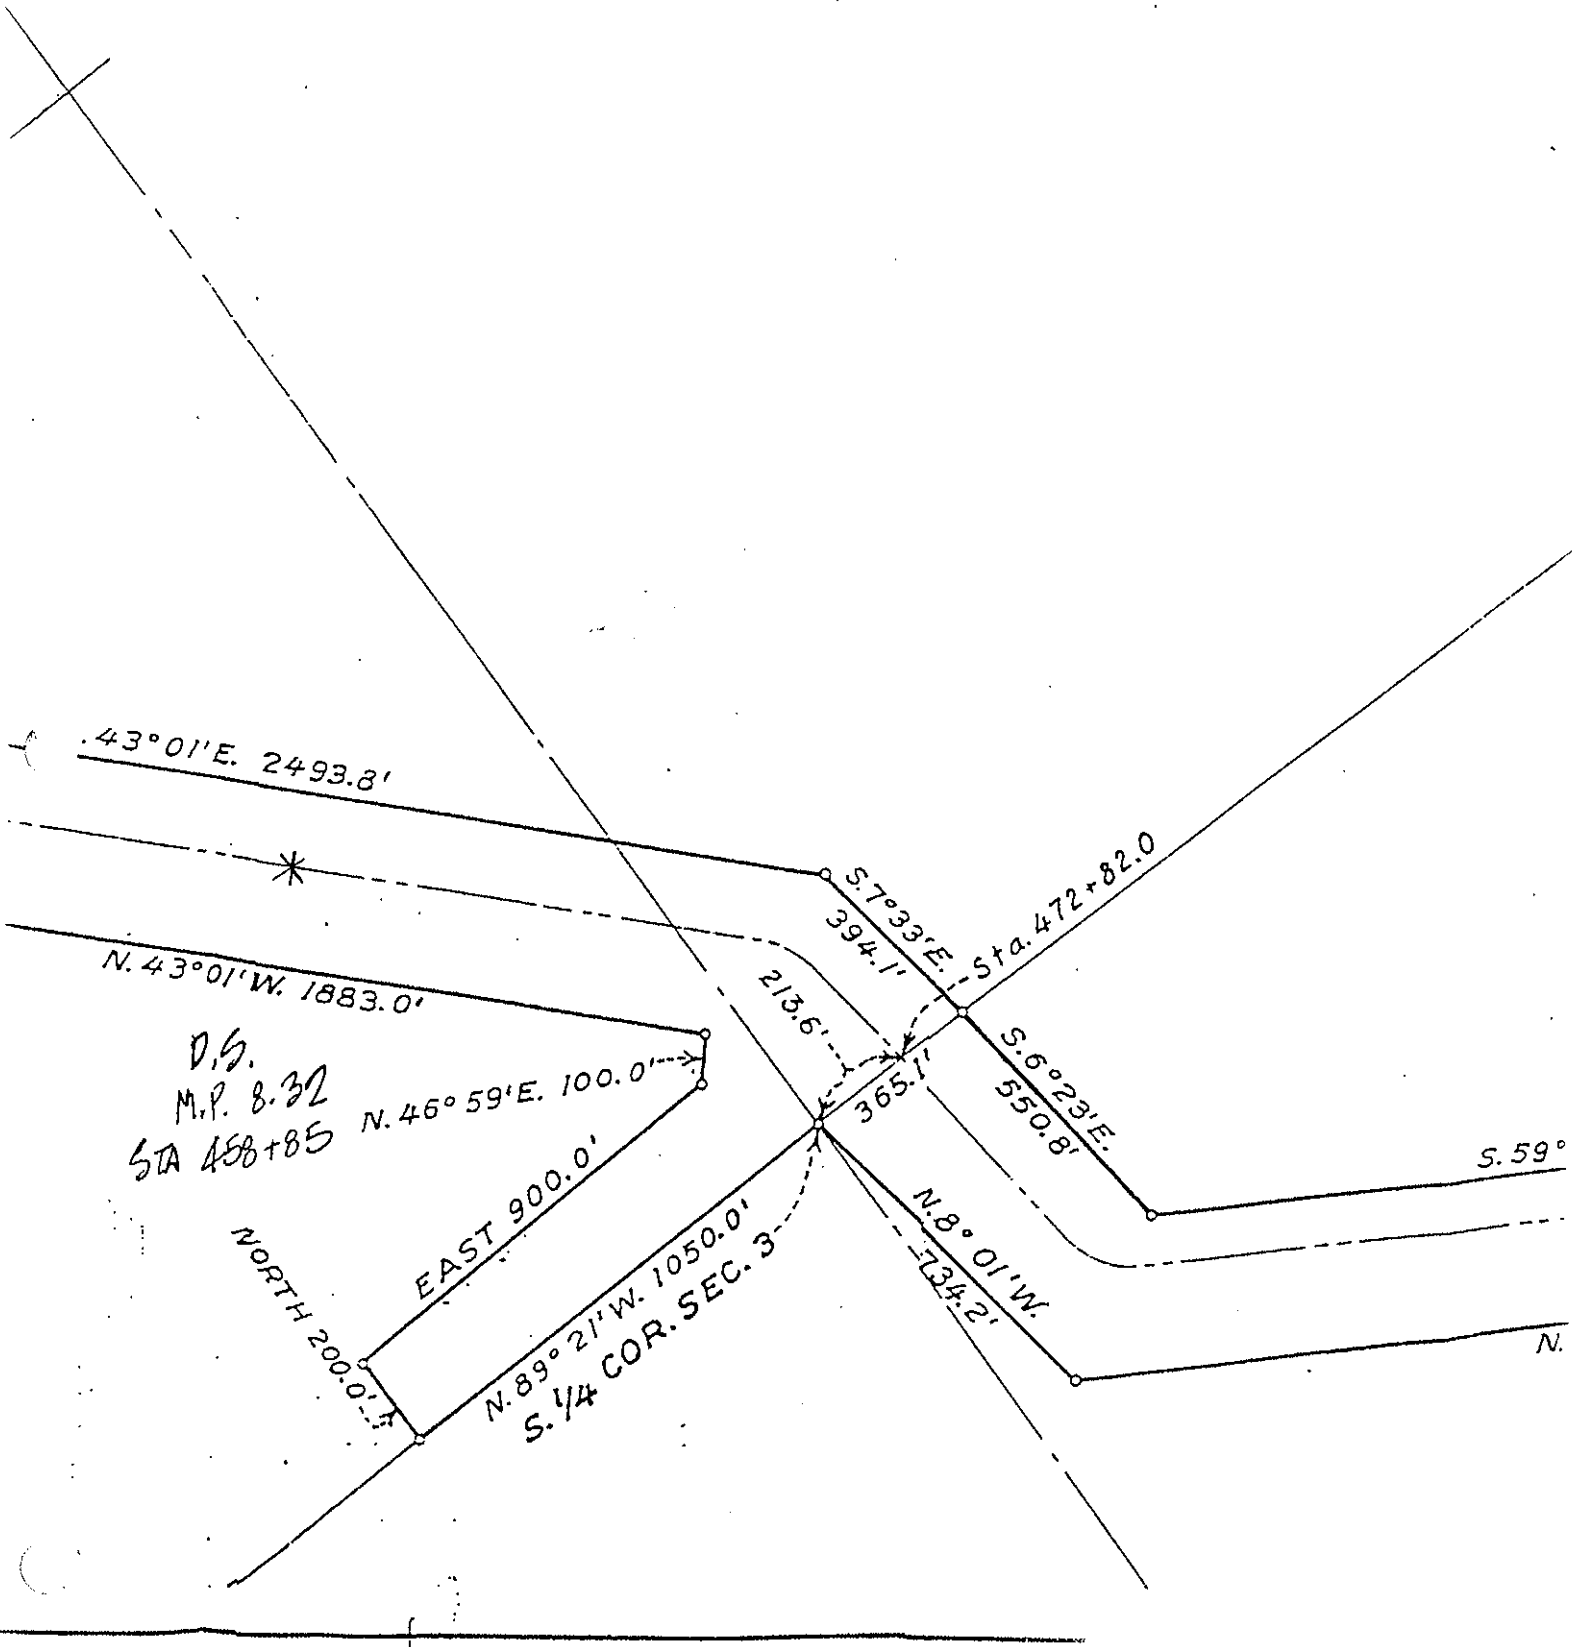 .43°01'E. 2493.8'
N. 43°01'W. 1883.0'
D.S.
M.P. 8.32
STA 458+85
N. 46° 59'E. 100.0'
S. 7°33'E.
394.1'
Sta. 472+82.0
213.6'
365.1'
S. 6°23'E.
550.8'
S. 59°
EAST 900.0'
NORTH 200.0'
N. 89° 21' W. 1050.0'
S. 1/4 COR. SEC. 3
N. 8° 01' W.
734.2'
N.